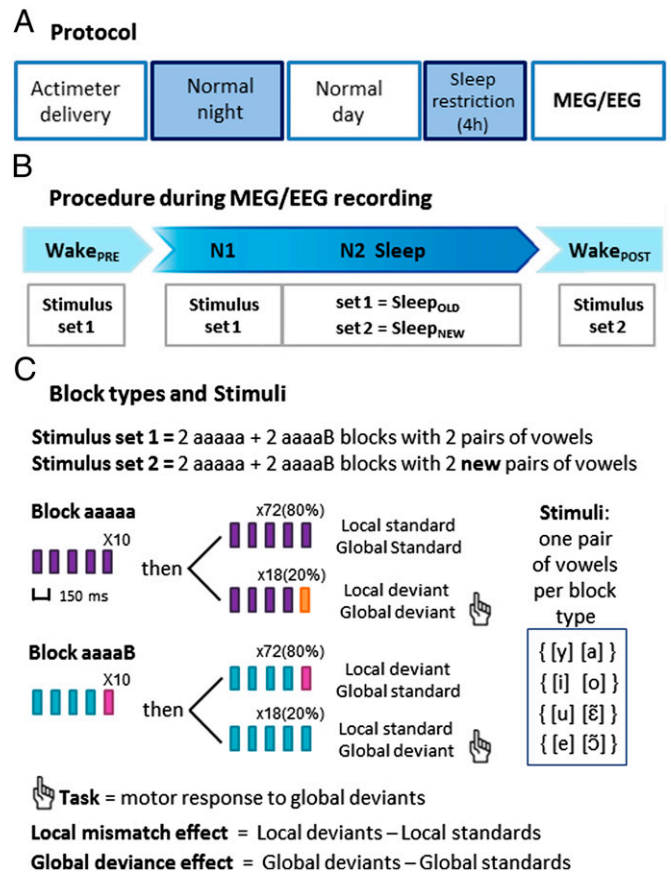 A Protocol
Actimeter delivery
Normal night
Normal day
Sleep restriction (4h)
MEG/EEG
B Procedure during MEG/EEG recording
WakePRE
N1
N2 Sleep
WakePOST
Stimulus set 1
Stimulus set 1
set 1 = SleepOLD
set 2 = SleepNEW
Stimulus set 2
C Block types and Stimuli
Stimulus set 1 = 2 aaaaa + 2 aaaaB blocks with 2 pairs of vowels
Stimulus set 2 = 2 aaaaa + 2 aaaaB blocks with 2 new pairs of vowels
Block aaaaa
X10
150 ms
then
x72(80%)
Local standard
Global Standard
x18(20%)
Local deviant
Global deviant
Block aaaaB
X10
then
x72(80%)
Local deviant
Global standard
x18(20%)
Local standard
Global deviant
Stimuli:
one pair
of vowels
per block
type
{ [y] [a] }
{ [i] [o] }
{ [u] [ɛ̃] }
{ [e] [ɔ̃] }
Task = motor response to global deviants
Local mismatch effect = Local deviants – Local standards
Global deviance effect = Global deviants – Global standards